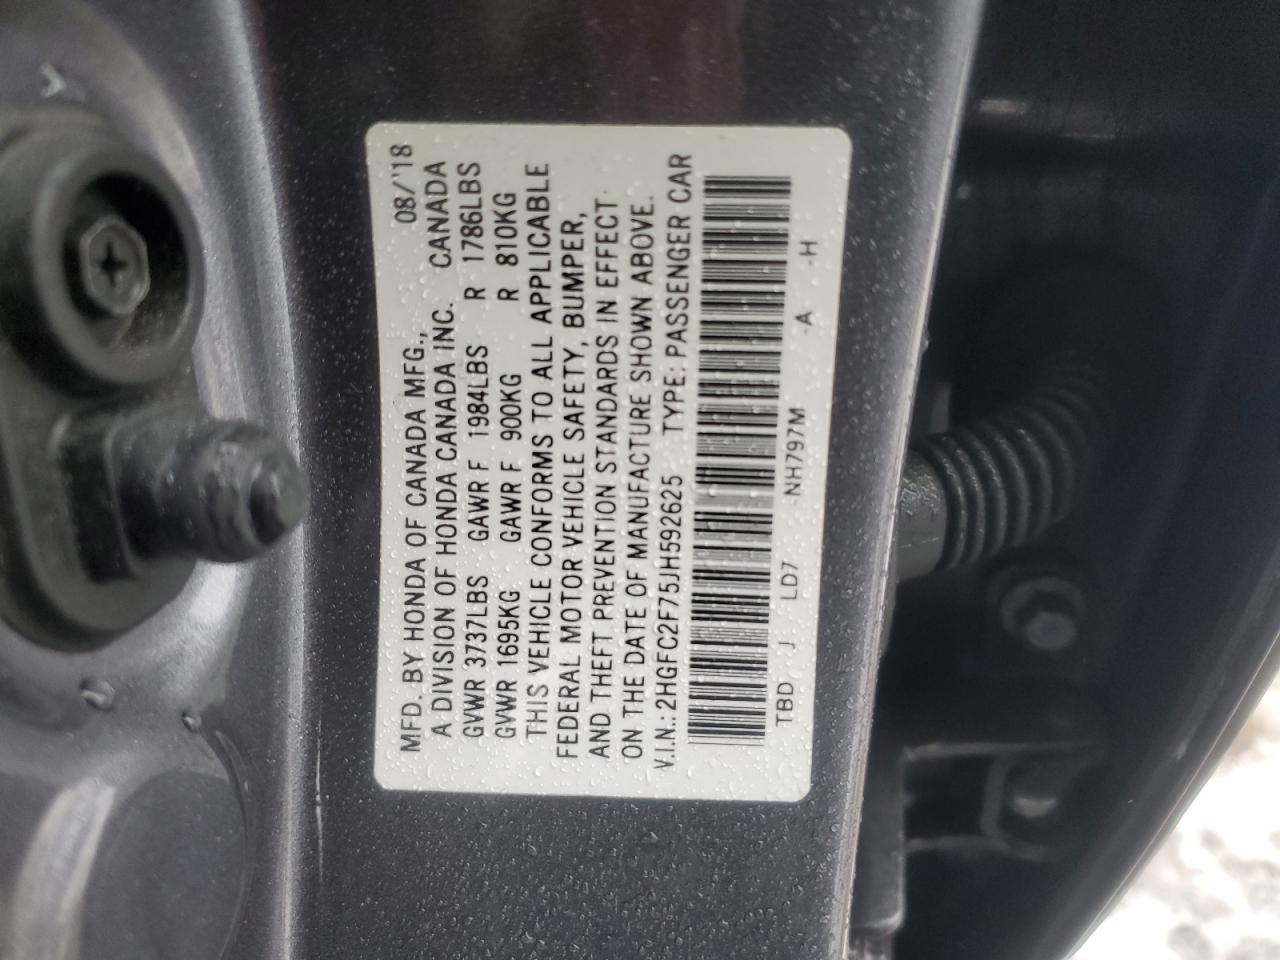 MFD. BY HONDA OF CANADA MFG., 08/'18
A DIVISION OF HONDA CANADA INC. CANADA
GVWR 3737LBS GAWR F 1984LBS R 1786LBS
GVWR 1695KG GAWR F 900KG R 810KG
THIS VEHICLE CONFORMS TO ALL APPLICABLE
FEDERAL MOTOR VEHICLE SAFETY, BUMPER,
AND THEFT PREVENTION STANDARDS IN EFFECT
ON THE DATE OF MANUFACTURE SHOWN ABOVE.
V.I.N.: 2HGFC2F75JH592625 TYPE: PASSENGER CAR
TBD J LD7 -NH797M -A -H